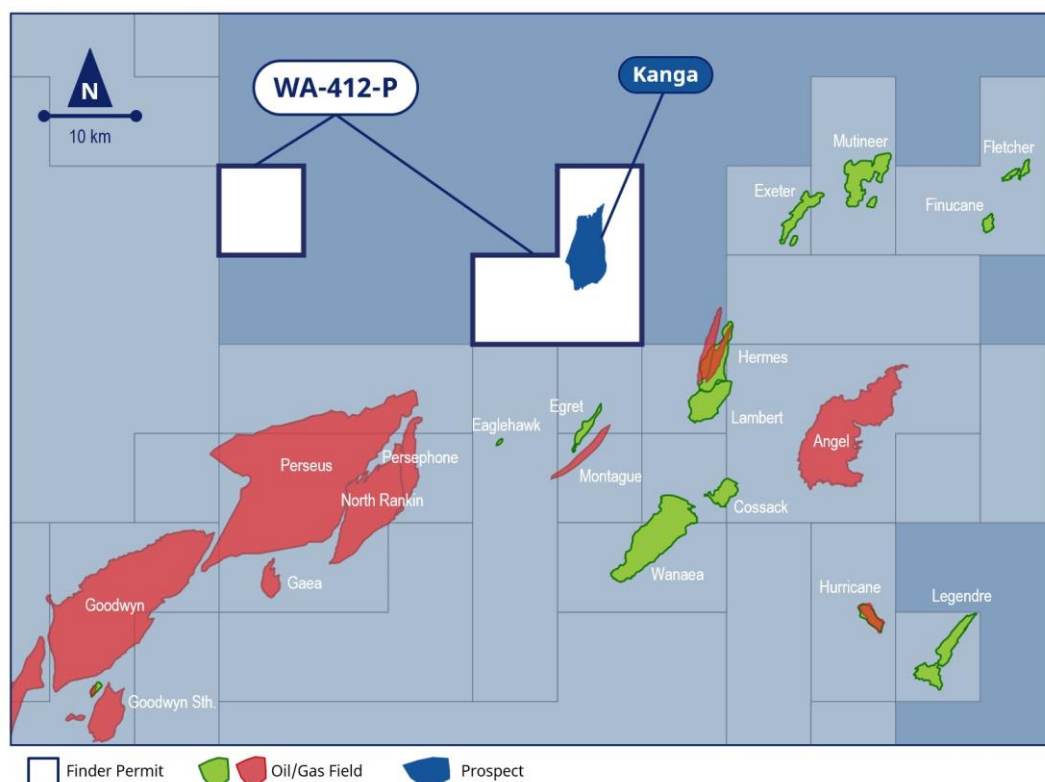 N
10 km
WA-412-P
Kanga
Mutineer
Fletcher
Exeter
Finucane
Hermes
Lambert
Egret
Eaglehawk
Montague
Angel
Perseus
Persephone
North Rankin
Cossack
Wanaea
Gaea
Goodwyn
Hurricane
Legendre
Goodwyn Sth.
Finder Permit
Oil/Gas Field
Prospect